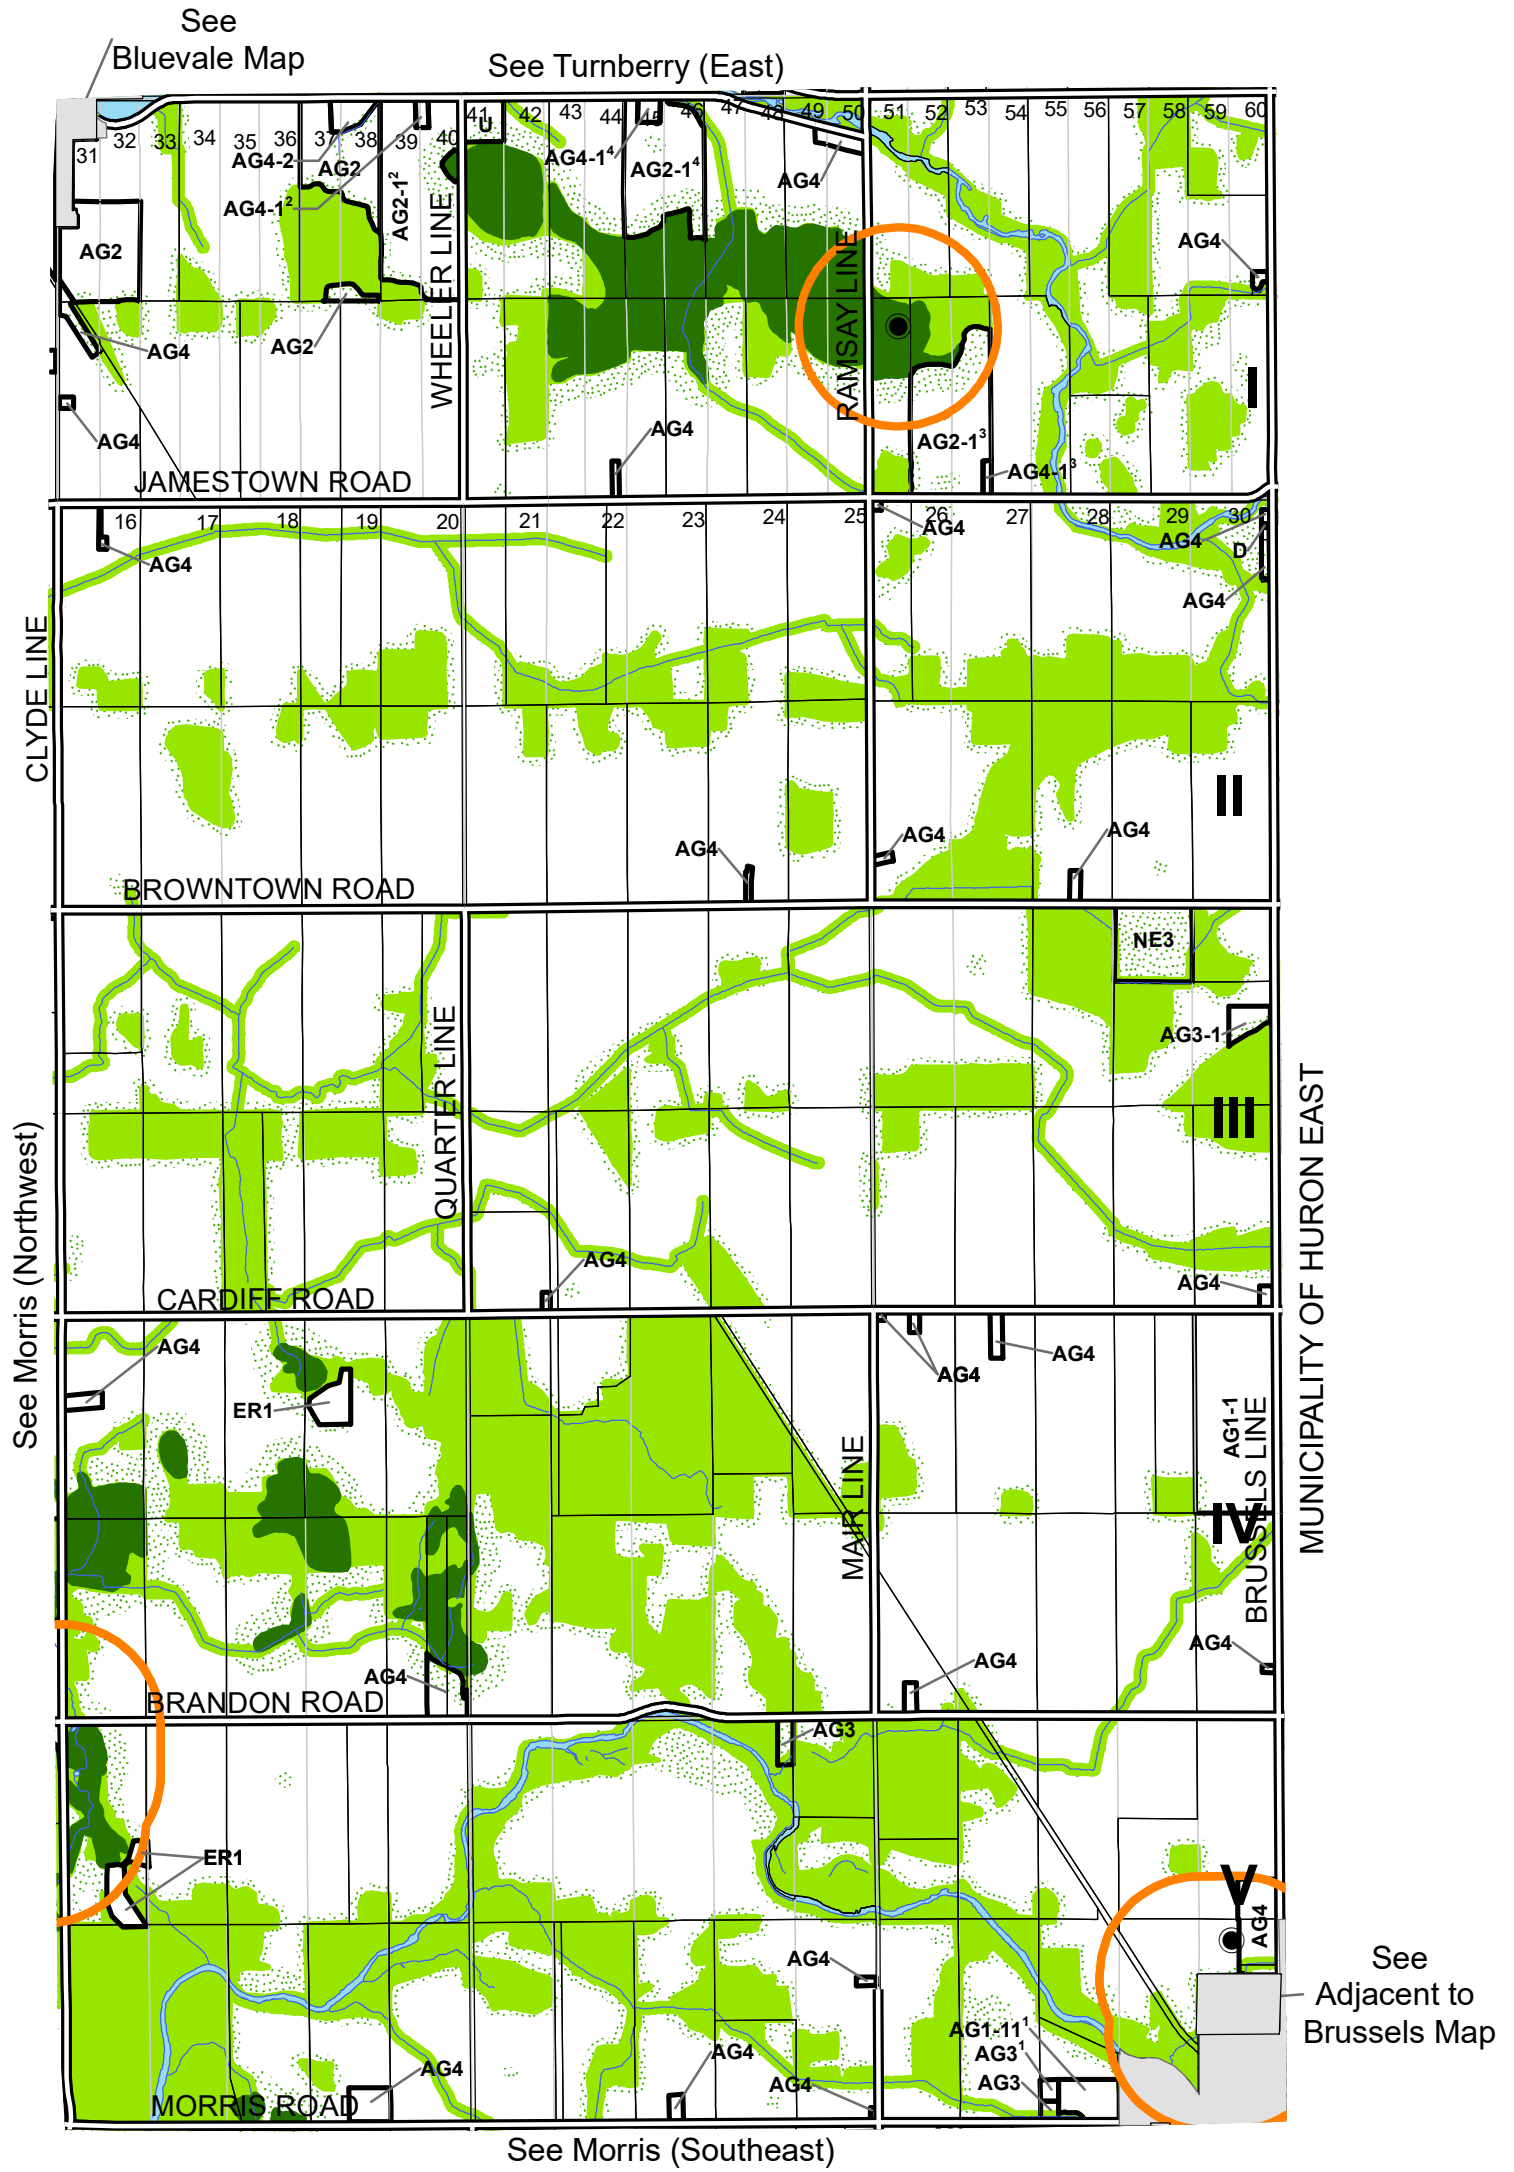 See
Bluevale Map
See Turnberry (East)
31 32 33 34 35 36 37 38 39 40 41 42 43 44 45 46 47 48 49 50 51 52 53 54 55 56 57 58 59 60
U
AG4-2
AG2
AG4-1²
AG2-1²
AG4-1⁴
AG2-1⁴
AG4
AG4
AG2
AG2
AG4
AG4
AG4
AG2-1³
AG4-1³
WHEELER LINE
RAMSAY LINE
I
JAMESTOWN ROAD
16 17 18 19 20 21 22 23 24 25 26 27 28 29 30
AG4
AG4
AG4
D
AG4
CLYDE LINE
II
AG4
AG4
AG4
BROWNTOWN ROAD
NE3
AG3-1
QUARTER LINE
III
AG4
AG4
CARDIFF ROAD
See Morris (Northwest)
MUNICIPALITY OF HURON EAST
AG4
ER1
AG4
AG4
AG1-1
MAIR LINE
BRUSSELS LINE
IV
AG4
AG4
AG4
BRANDON ROAD
AG3
ER1
V
AG4
AG4
See
Adjacent to
Brussels Map
AG1-11¹
AG3¹
AG3
AG4
AG4
AG4
MORRIS ROAD
See Morris (Southeast)